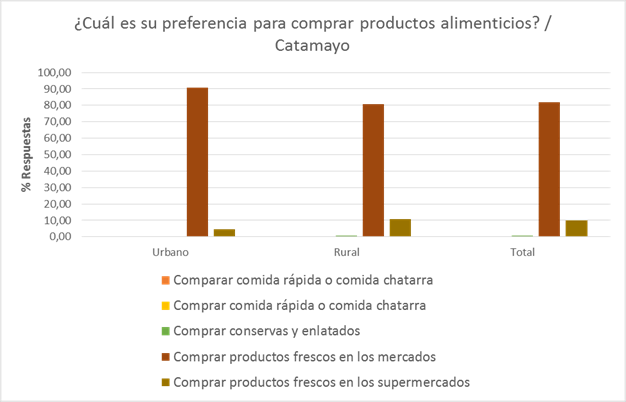 ¿Cuál es su preferencia para comprar productos alimenticios? /
Catamayo
% Respuestas
100,00
90,00
80,00
70,00
60,00
50,00
40,00
30,00
20,00
10,00
0,00
Urbano Rural Total
Comparar comida rápida o comida chatarra
Comprar comida rápida o comida chatarra
Comprar conservas y enlatados
Comprar productos frescos en los mercados
Comprar productos frescos en los supermercados